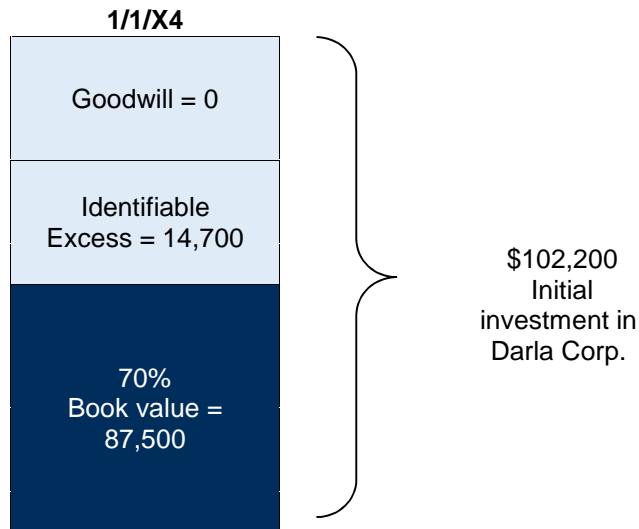 1/1/X4
Goodwill = 0
Identifiable
Excess = 14,700
70%
Book value =
87,500
$102,200
Initial
investment in
Darla Corp.